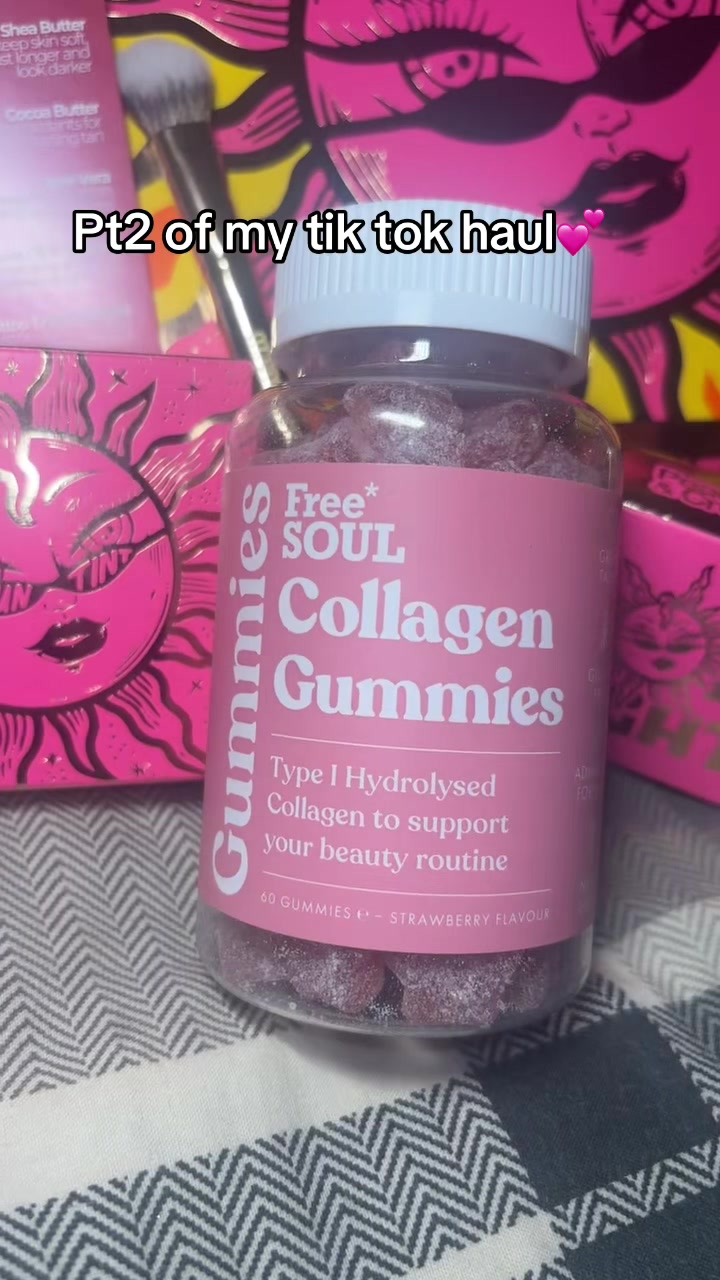 Shea Butter
keep skin soft,
last longer and
look darker
Cocoa Butter
Pt2 of my tik tok haul💕
TINT
Gummies
Free*
SOUL
Collagen
Gummies
Type I Hydrolysed
Collagen to support
your beauty routine
60 GUMMIES ℮ - STRAWBERRY FLAVOUR